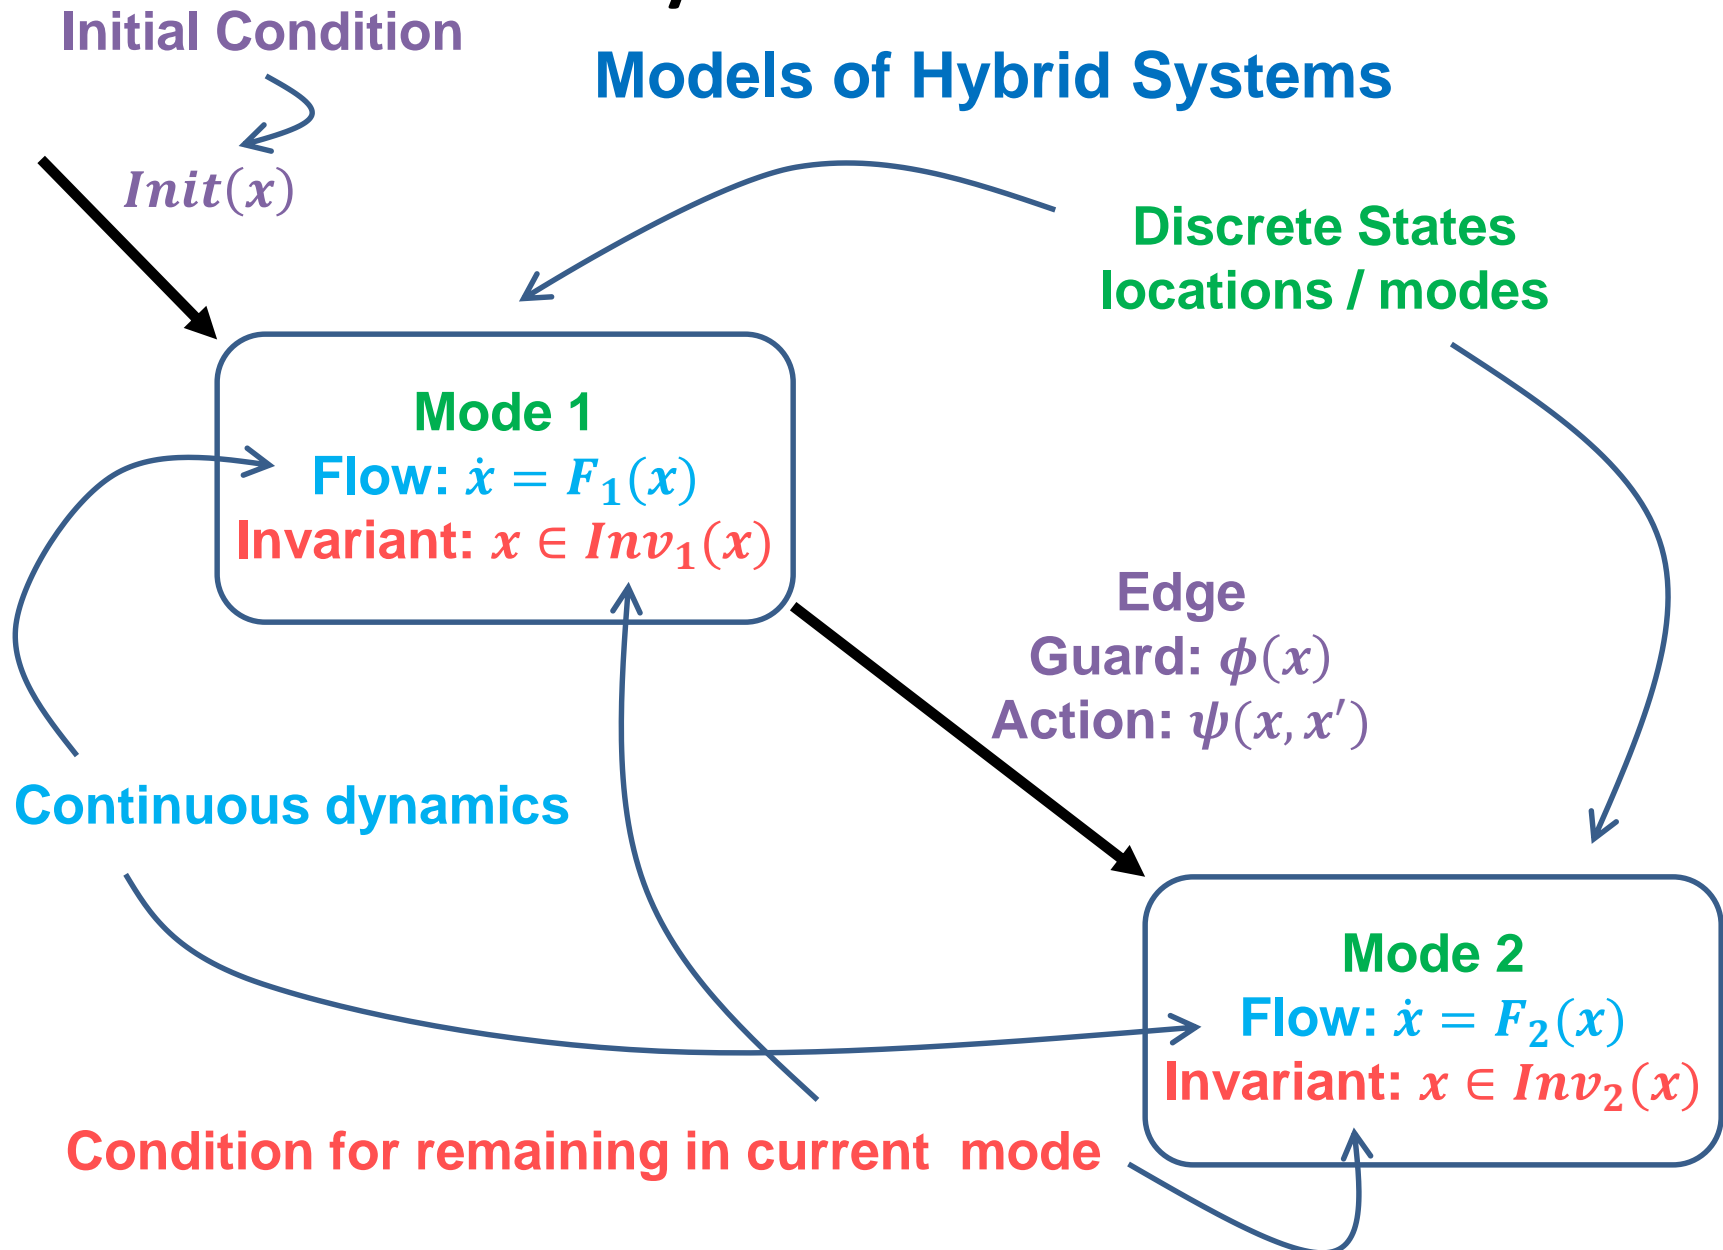 Initial Condition
Models of Hybrid Systems
Init(x)
Discrete States
locations / modes
Mode 1
Flow: ẋ = F₁(x)
Invariant: x ∈ Inv₁(x)
Edge
Guard: ϕ(x)
Action: ψ(x, x′)
Continuous dynamics
Mode 2
Flow: ẋ = F₂(x)
Invariant: x ∈ Inv₂(x)
Condition for remaining in current  mode